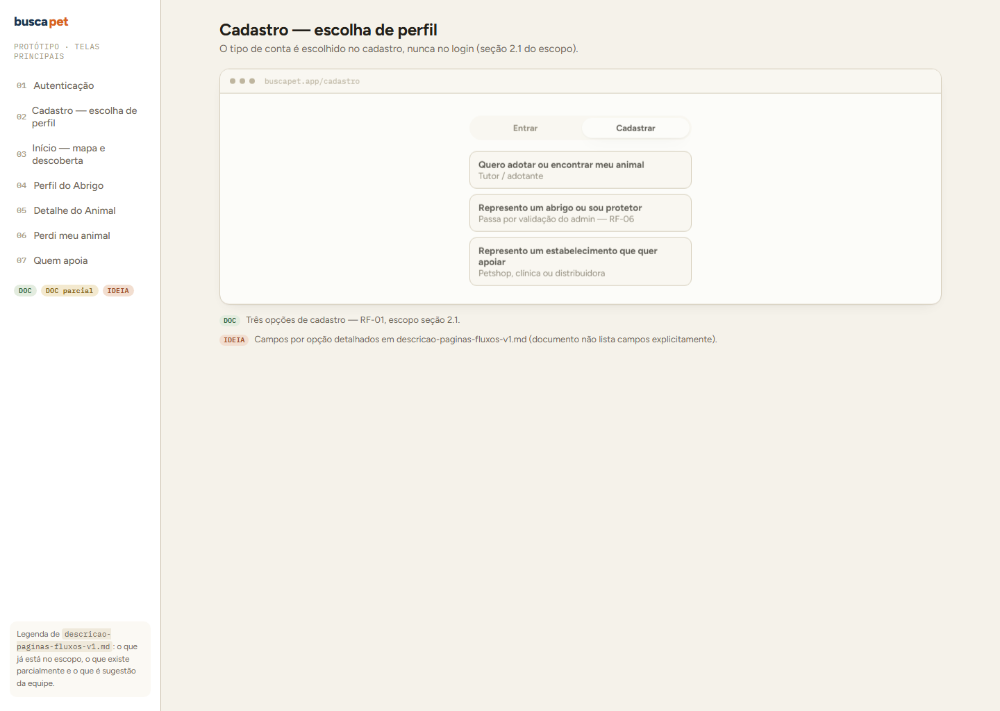 buscapet
PROTÓTIPO · TELAS
PRINCIPAIS
01 Autenticação
02 Cadastro — escolha de
perfil
03 Início — mapa e
descoberta
04 Perfil do Abrigo
05 Detalhe do Animal
06 Perdi meu animal
07 Quem apoia
DOC DOC parcial IDEIA
Legenda de descricao-
paginas-fluxos-v1.md: o que
já está no escopo, o que existe
parcialmente e o que é sugestão
da equipe.
Cadastro — escolha de perfil
O tipo de conta é escolhido no cadastro, nunca no login (seção 2.1 do escopo).
buscapet.app/cadastro
Entrar Cadastrar
Quero adotar ou encontrar meu animal
Tutor / adotante
Represento um abrigo ou sou protetor
Passa por validação do admin — RF-06
Represento um estabelecimento que quer
apoiar
Petshop, clínica ou distribuidora
DOC Três opções de cadastro — RF-01, escopo seção 2.1.
IDEIA Campos por opção detalhados em descricao-paginas-fluxos-v1.md (documento não lista campos explicitamente).